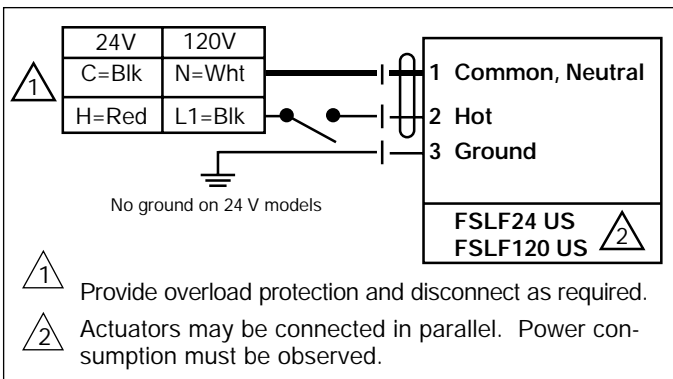 24V 120V
C=Blk N=Wht
1
H=Red L1=Blk
1 Common, Neutral
2 Hot
3 Ground
No ground on 24 V models
FSLF24 US
FSLF120 US
2
1
Provide overload protection and disconnect as required.
2
Actuators may be connected in parallel. Power con-
sumption must be observed.